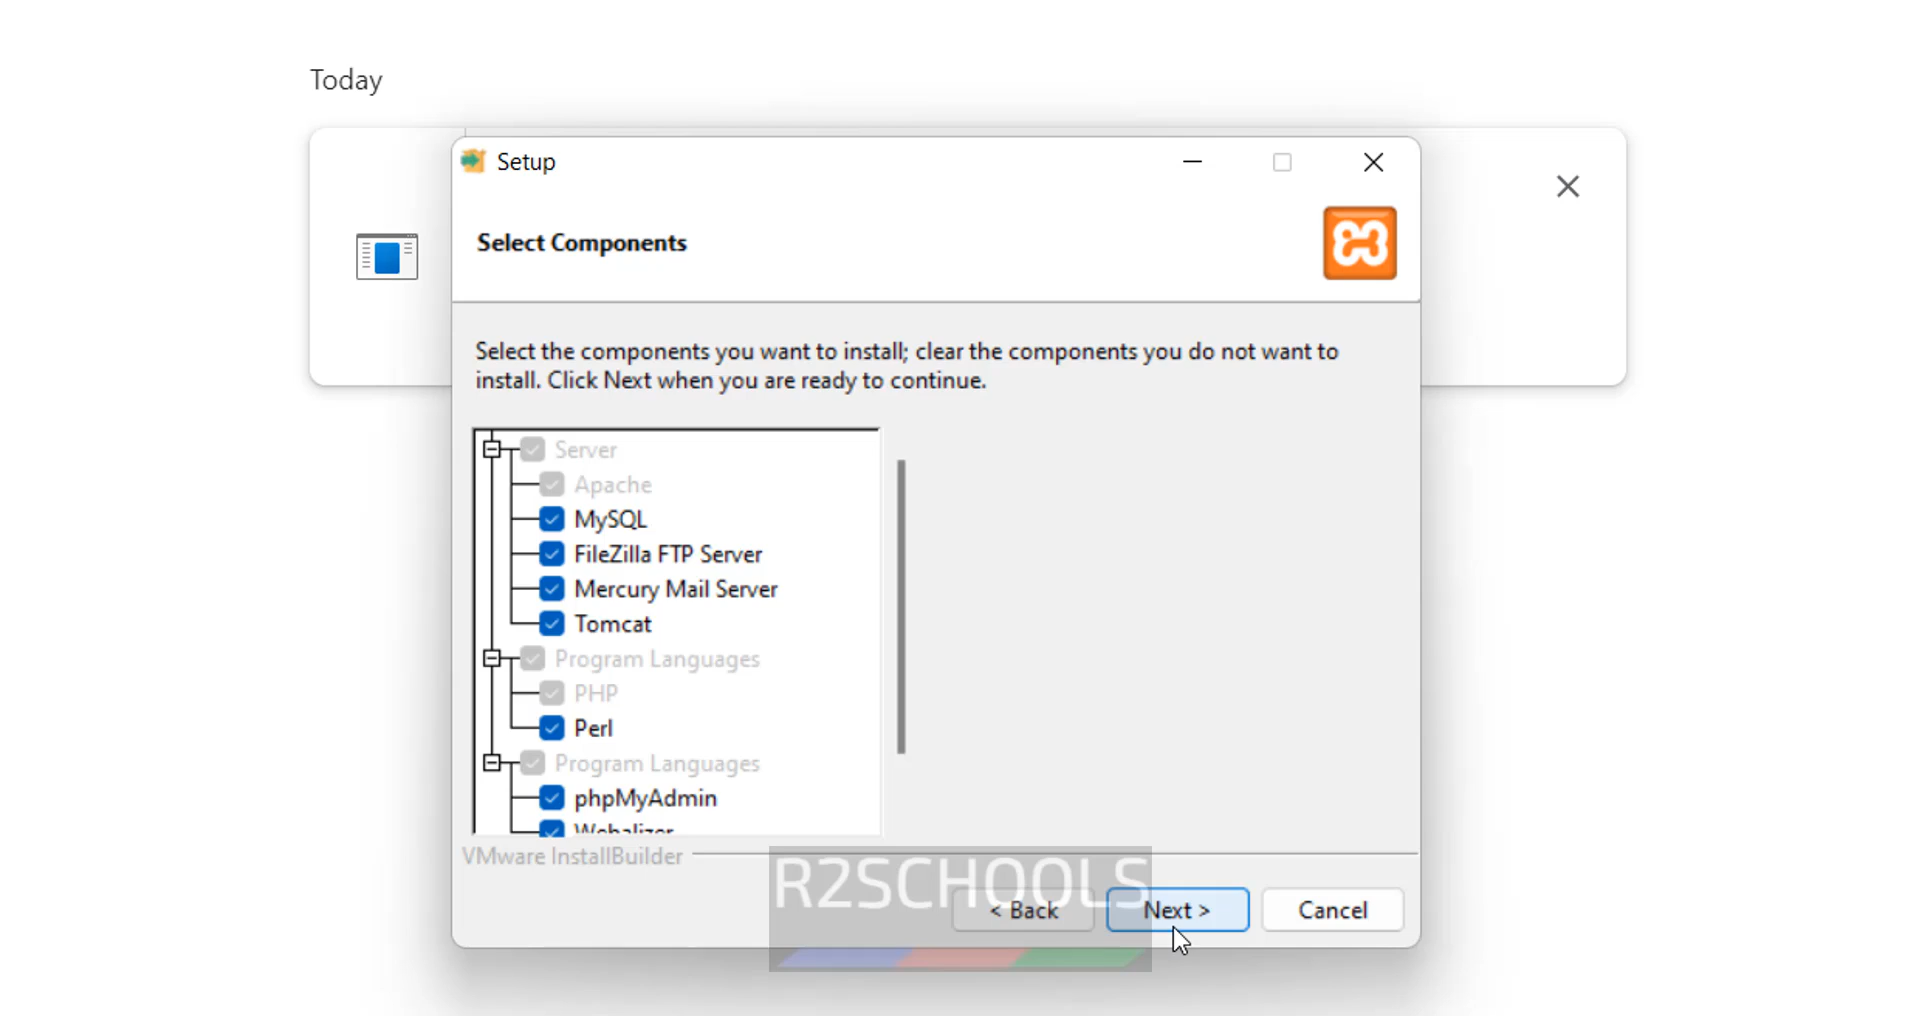 Today
Setup
Select Components
Select the components you want to install; clear the components you do not want to
install. Click Next when you are ready to continue.
Server
Apache
MySQL
FileZilla FTP Server
Mercury Mail Server
Tomcat
Program Languages
PHP
Perl
Program Languages
phpMyAdmin
Webalizer
VMware InstallBuilder
R2SCHOOLS
< Back
Next >
Cancel